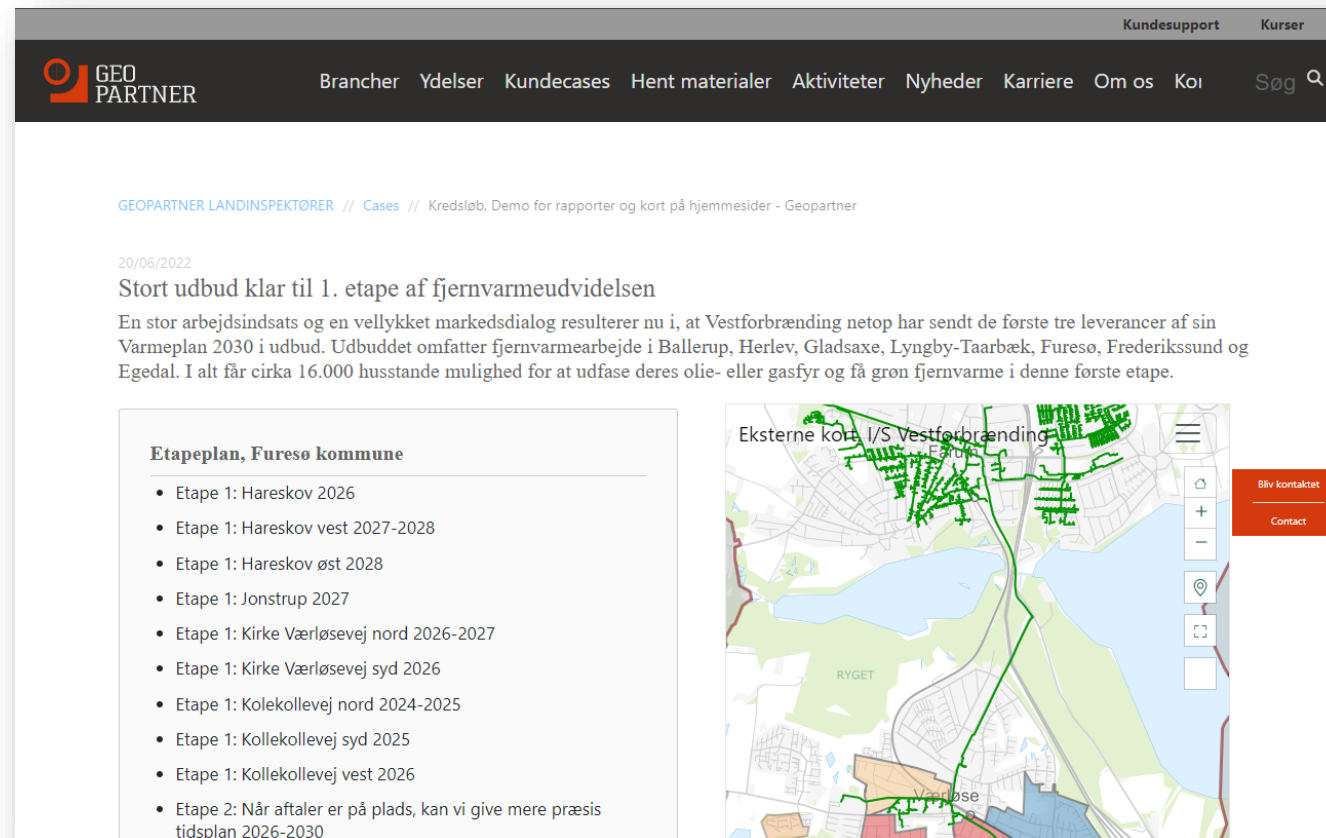 Kundesupport Kurser
GEO
PARTNER
Brancher Ydelser Kundecases Hent materialer Aktiviteter Nyheder Karriere Om os Kor
Søg
GEOPARTNER LANDINSPEKTØRER // Cases // Kredsløb, Demo for rapporter og kort på hjemmesider - Geopartner
20/06/2022
Stort udbud klar til 1. etape af fjernvarmeudvidelsen
En stor arbejdsindsats og en vellykket markedsdialog resulterer nu i, at Vestforbrænding netop har sendt de første tre leverancer af sin
Varmeplan 2030 i udbud. Udbuddet omfatter fjernvarmearbejde i Ballerup, Herlev, Gladsaxe, Lyngby-Taarbæk, Furesø, Frederikssund og
Egedal. I alt får cirka 16.000 husstande mulighed for at udfase deres olie- eller gasfyr og få grøn fjernvarme i denne første etape.
Etapeplan, Furesø kommune
• Etape 1: Hareskov 2026
• Etape 1: Hareskov vest 2027-2028
• Etape 1: Hareskov øst 2028
• Etape 1: Jonstrup 2027
• Etape 1: Kirke Værløsevej nord 2026-2027
• Etape 1: Kirke Værløsevej syd 2026
• Etape 1: Kolekollevej nord 2024-2025
• Etape 1: Kollekollevej syd 2025
• Etape 1: Kollekollevej vest 2026
• Etape 2: Når aftaler er på plads, kan vi give mere præcis
tidsplan 2026-2030
Eksterne kort, I/S Vestforbrænding
Farum
+
−
RYGET
Værløse
Bliv kontaktet
Contact